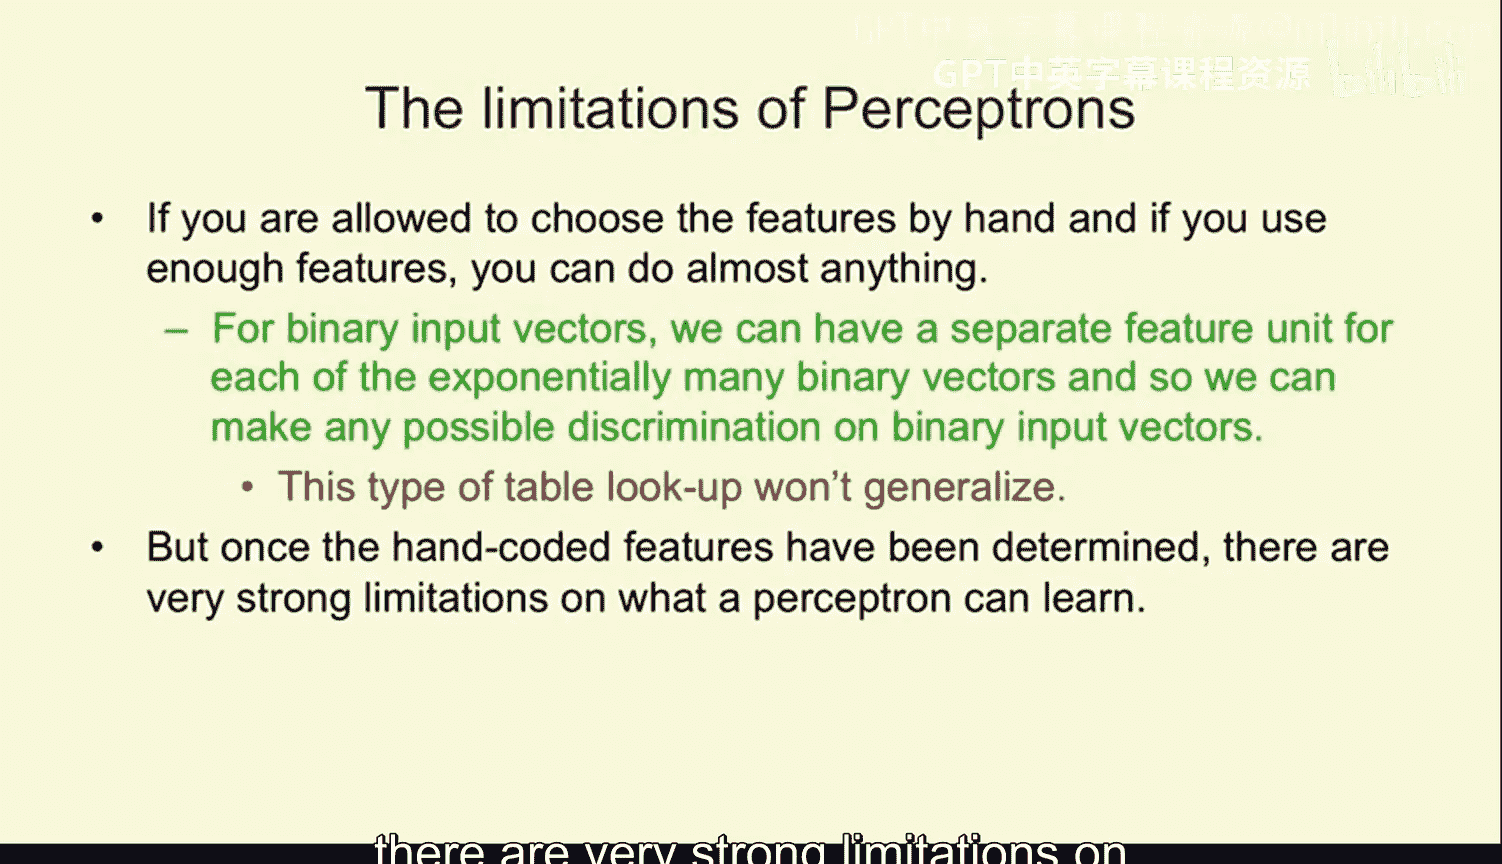 GPT中英字幕课程资源
The limitations of Perceptrons
• If you are allowed to choose the features by hand and if you use
enough features, you can do almost anything.
– For binary input vectors, we can have a separate feature unit for
each of the exponentially many binary vectors and so we can
make any possible discrimination on binary input vectors.
• This type of table look-up won’t generalize.
• But once the hand-coded features have been determined, there are
very strong limitations on what a perceptron can learn.
there are very strong limitations on